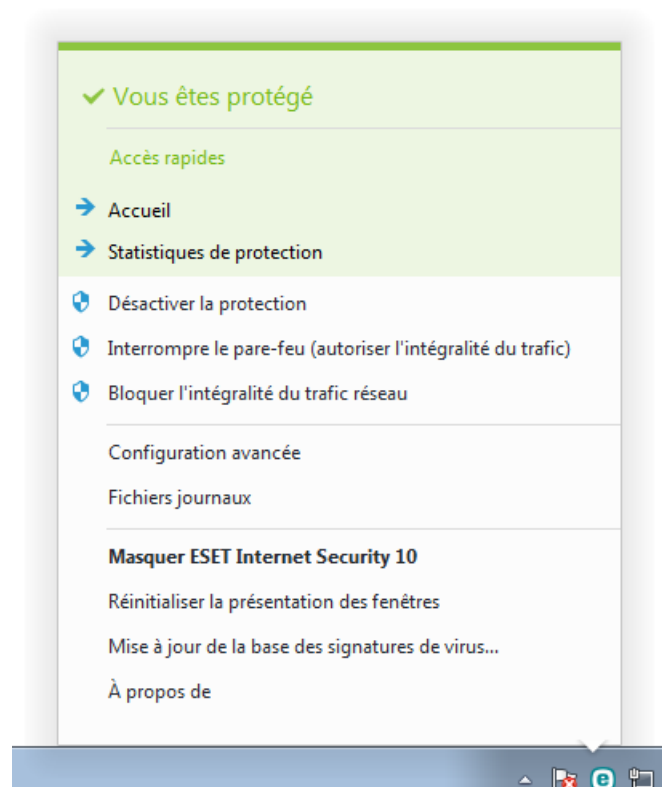 Vous êtes protégé
Accès rapides
Accueil
Statistiques de protection
Désactiver la protection
Interrompre le pare-feu (autoriser l'intégralité du trafic)
Bloquer l'intégralité du trafic réseau
Configuration avancée
Fichiers journaux
Masquer ESET Internet Security 10
Réinitialiser la présentation des fenêtres
Mise à jour de la base des signatures de virus...
À propos de
e